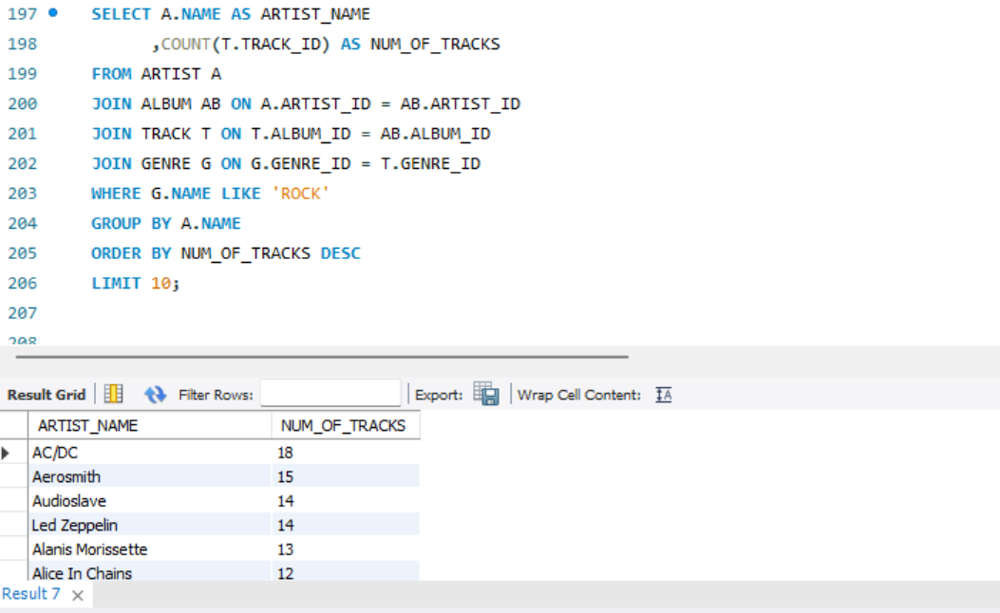 197 SELECT A.NAME AS ARTIST_NAME
198 ,COUNT(T.TRACK_ID) AS NUM_OF_TRACKS
199 FROM ARTIST A
200 JOIN ALBUM AB ON A.ARTIST_ID = AB.ARTIST_ID
201 JOIN TRACK T ON T.ALBUM_ID = AB.ALBUM_ID
202 JOIN GENRE G ON G.GENRE_ID = T.GENRE_ID
203 WHERE G.NAME LIKE 'ROCK'
204 GROUP BY A.NAME
205 ORDER BY NUM_OF_TRACKS DESC
206 LIMIT 10;
207
208
Result Grid Filter Rows: Export: Wrap Cell Content: IA
ARTIST_NAME NUM_OF_TRACKS
AC/DC 18
Aerosmith 15
Audioslave 14
Led Zeppelin 14
Alanis Morissette 13
Alice In Chains 12
Result 7 ×